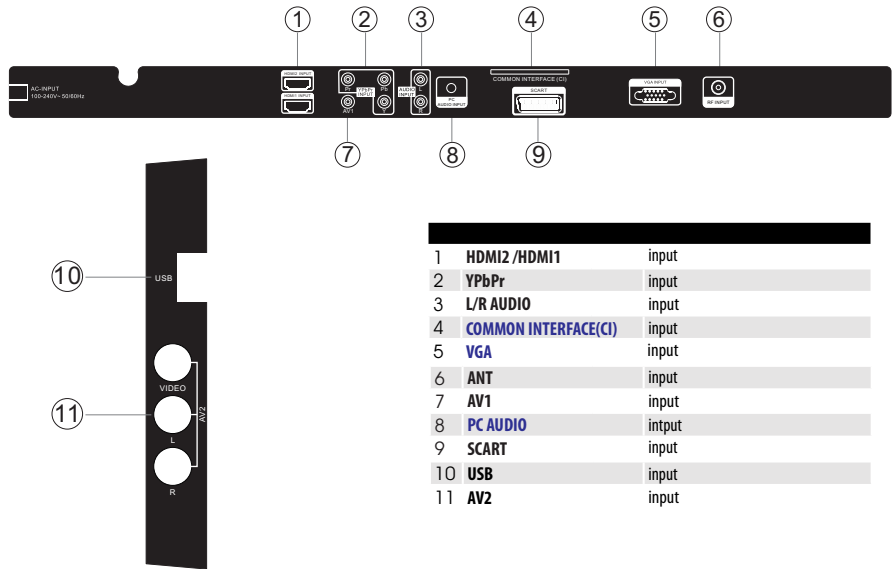 1 2 3 4 5 6
AC-INPUT
100-240V~ 50/60Hz
HDMI2 INPUT
HDMI1 INPUT
Pr YPbPr INPUT Pb
AV1 Y
AUDIO INPUT L
R
PC
AUDIO INPUT
COMMON INTERFACE (CI)
SCART
VGA INPUT
RF INPUT
7 8 9
10 USB
VIDEO
11 L AV2
R
1 HDMI2 /HDMI1 input
2 YPbPr input
3 L/R AUDIO input
4 COMMON INTERFACE(CI) input
5 VGA input
6 ANT input
7 AV1 input
8 PC AUDIO intput
9 SCART input
10 USB input
11 AV2 input